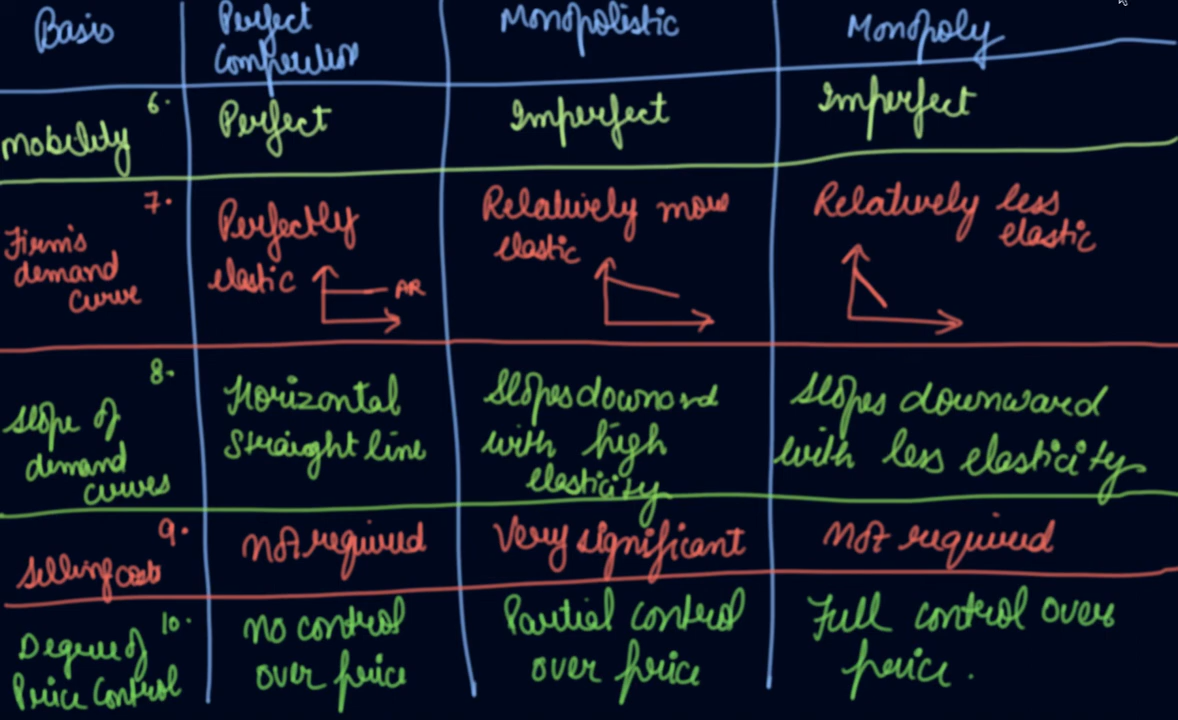 Basis
Perfect
Competition
Monopolistic
Monopoly
6.
Mobility
Perfect
Imperfect
Imperfect
7.
Firm's
demand
curve
Perfectly
elastic
AR
Relatively more
elastic
Relatively less
elastic
8.
Slope of
demand
curves
Horizontal
Straight line
Slopes downward
with high
elasticity
Slopes downward
with less elasticity
9.
Selling costs
Not required
Very significant
Not required
10.
Degree of
Price Control
No control
over price
Partial control
over price
Full control over
price.